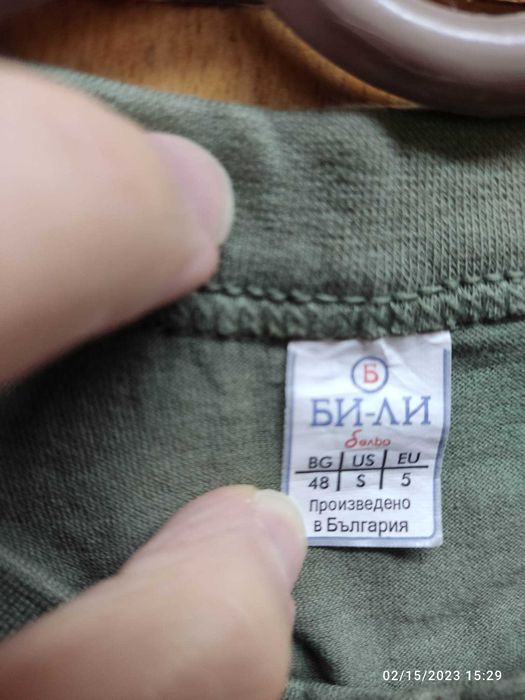 Б
БИ-ЛИ
бельо
BG US EU
48 S 5
Произведено
в България
02/15/2023 15:29